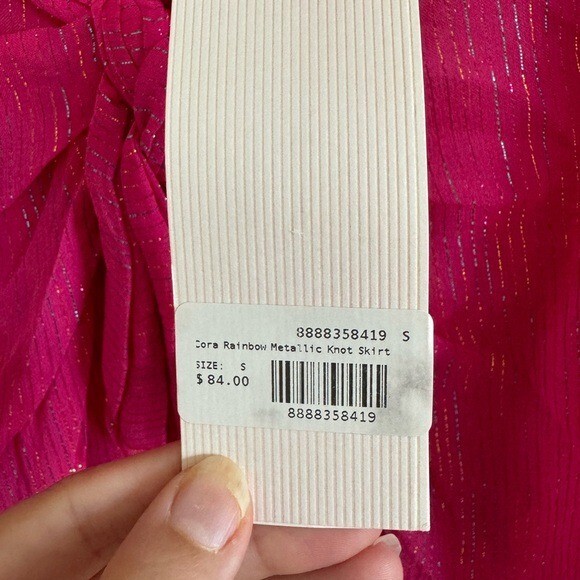 8888358419 S
Cora Rainbow Metallic Knot Skirt
SIZE: S
$84.00
8888358419